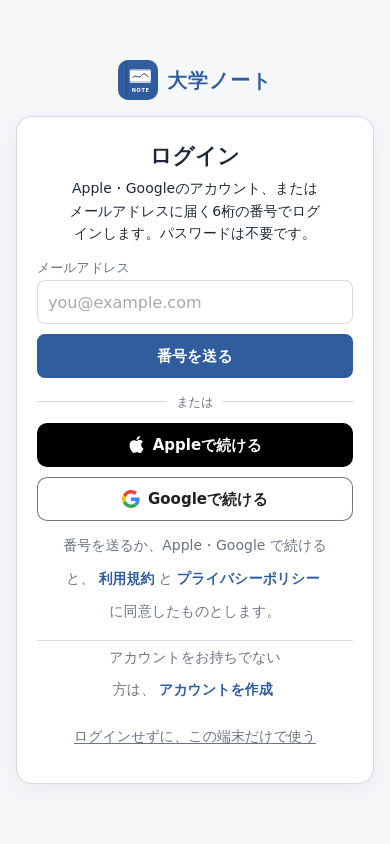 NOTE
大学ノート
ログイン
Apple・Googleのアカウント、または
メールアドレスに届く6桁の番号でログ
インします。パスワードは不要です。
メールアドレス
you@example.com
番号を送る
または
Appleで続ける
Googleで続ける
番号を送るか、Apple・Google で続ける
と、 利用規約 と プライバシーポリシー
に同意したものとします。
アカウントをお持ちでない
方は、 アカウントを作成
ログインせずに、この端末だけで使う